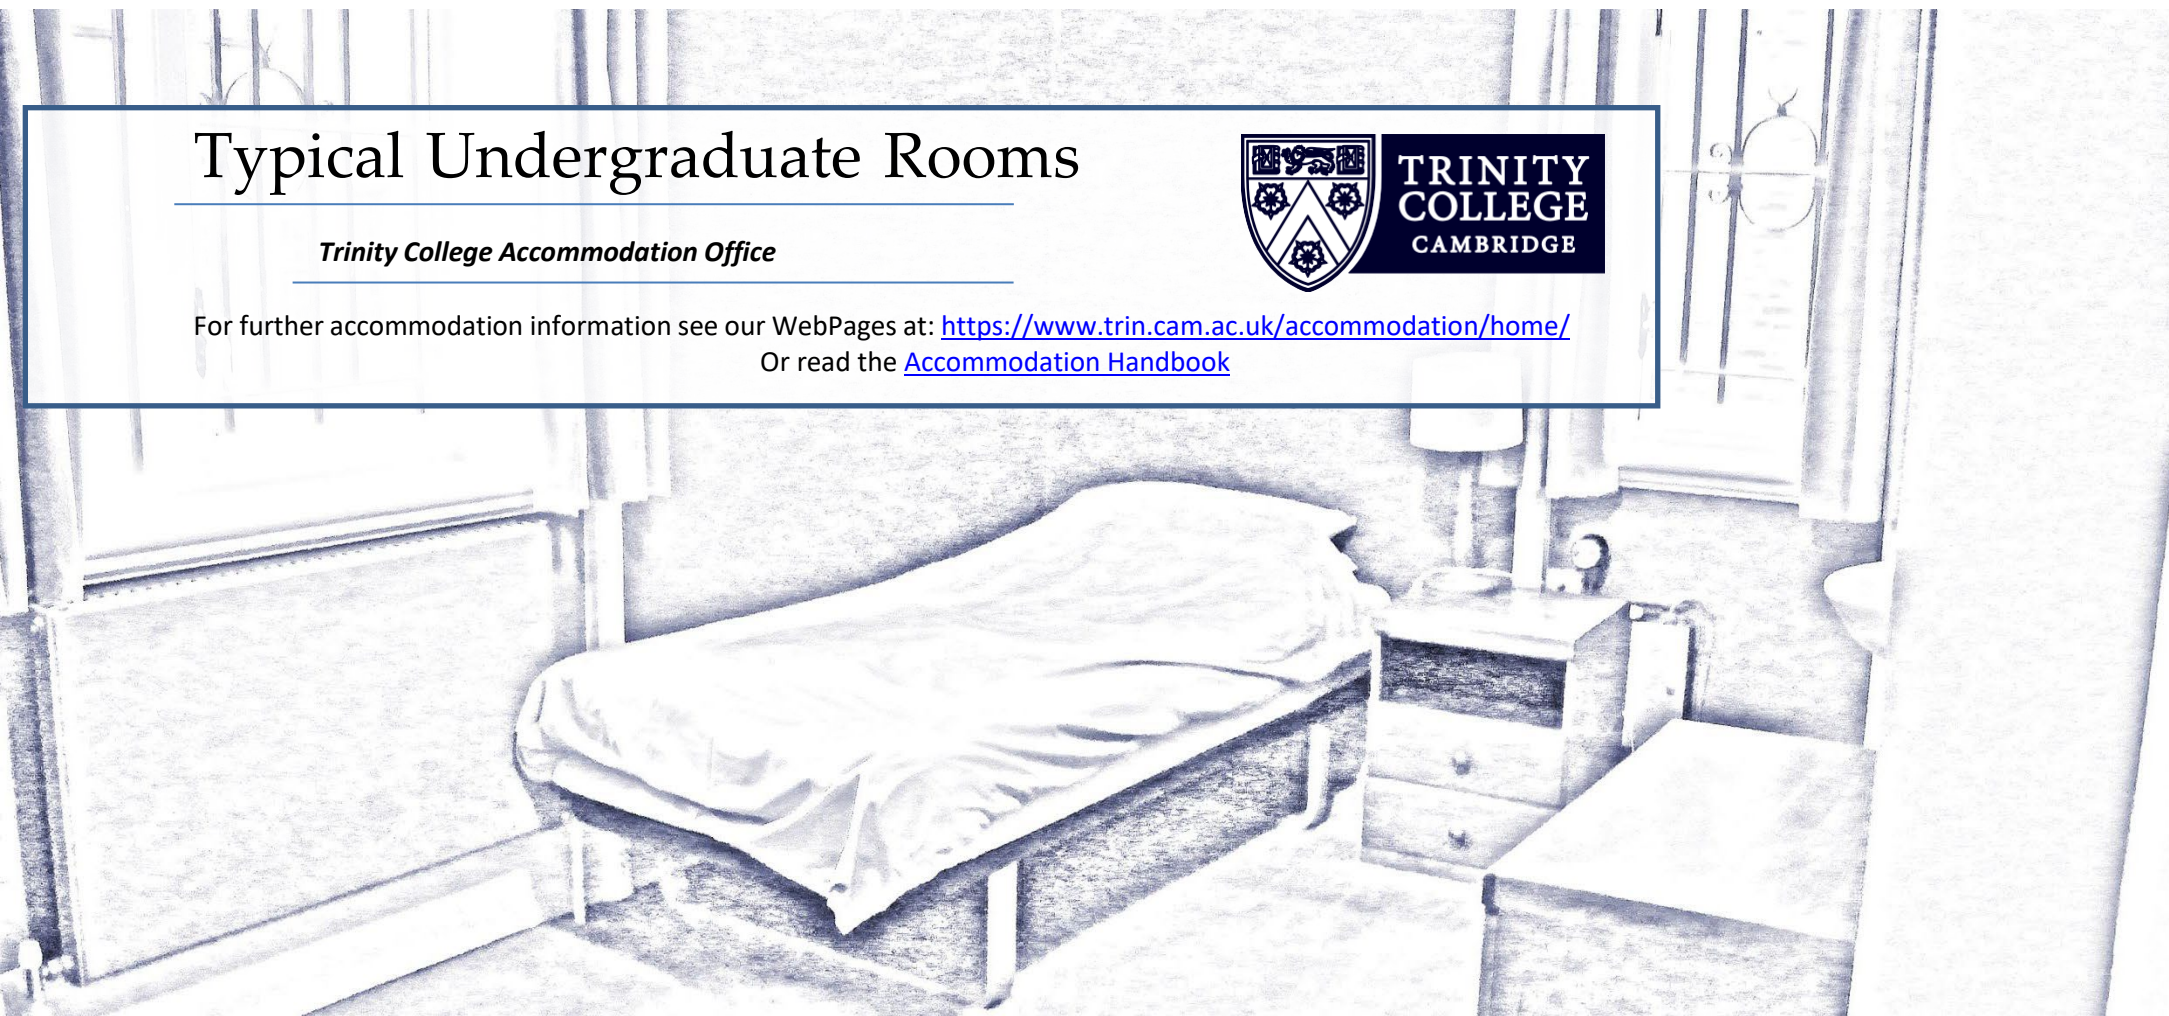 Typical Undergraduate Rooms
TRINITY
COLLEGE
CAMBRIDGE
Trinity College Accommodation Office
For further accommodation information see our WebPages at: https://www.trin.cam.ac.uk/accommodation/home/
Or read the Accommodation Handbook